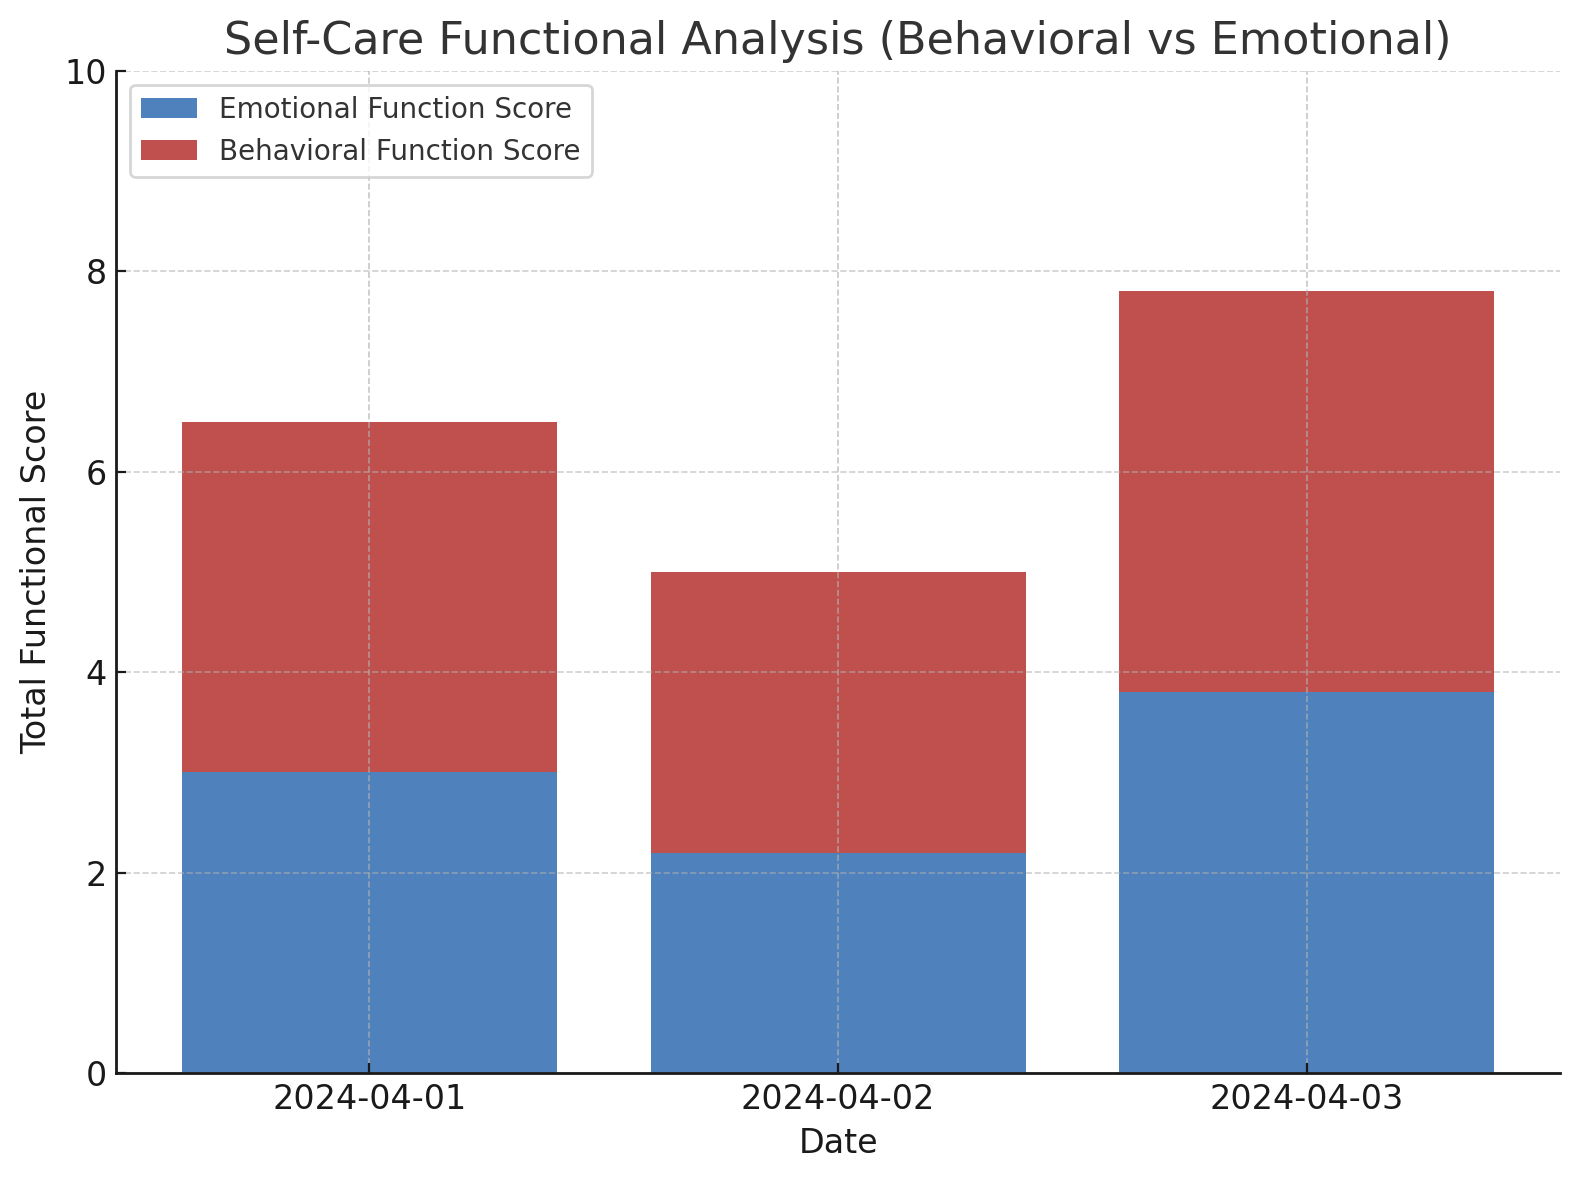 Self-Care Functional Analysis (Behavioral vs Emotional)
Emotional Function Score
Behavioral Function Score
Total Functional Score
10
8
6
4
2
0
2024-04-01
2024-04-02
2024-04-03
Date